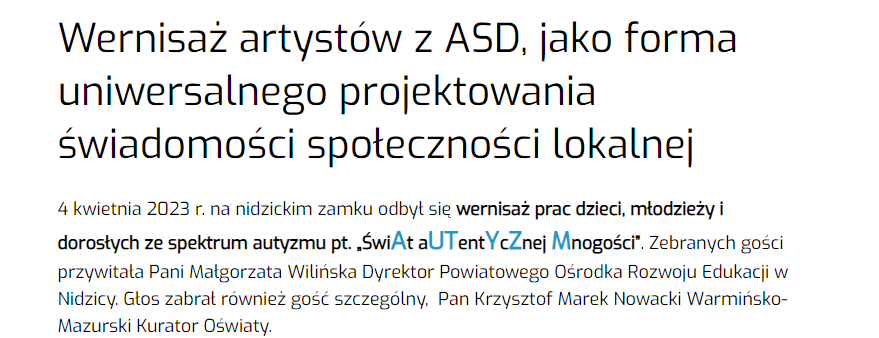 Wernisaż artystów z ASD, jako forma
uniwersalnego projektowania
świadomości społeczności lokalnej
4 kwietnia 2023 r. na nidzickim zamku odbył się wernisaż prac dzieci, młodzieży i
dorosłych ze spektrum autyzmu pt. „ŚwiAt aUTentYcZnej Mnogości”. Zebranych gości
przywitała Pani Małgorzata Wilińska Dyrektor Powiatowego Ośrodka Rozwoju Edukacji w
Nidzicy. Głos zabrał również gość szczególny,  Pan Krzysztof Marek Nowacki Warmińsko-
Mazurski Kurator Oświaty.